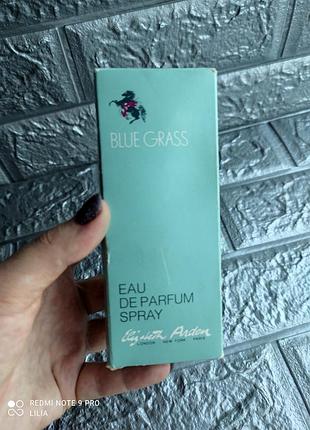 BLUE GRASS
EAU
DE PARFUM
SPRAY
Elizabeth Arden
LONDON NEW YORK PARIS
REDMI NOTE 9 PRO
LILIA